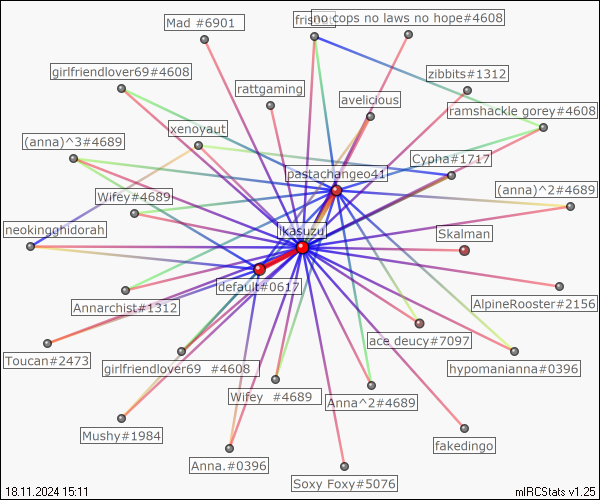 Mad #6901
frisnit
no cops no laws no hope#4608
girlfriendlover69#4608
rattgaming
zibbits#1312
avelicious
ramshackle gorey#4608
xenoyaut
(anna)^3#4689
Cypha#1717
pastachangeo41
Wifey#4689
(anna)^2#4689
neokingghidorah
ikasuzu
Skalman
default#0617
Annarchist#1312
AlpineRooster#2156
ace deucy#7097
Toucan#2473
girlfriendlover69  #4608
hypomanianna#0396
Wifey  #4689
Anna^2#4689
Mushy#1984
fakedingo
Anna.#0396
Soxy Foxy#5076
18.11.2024 15:11
mIRCStats v1.25